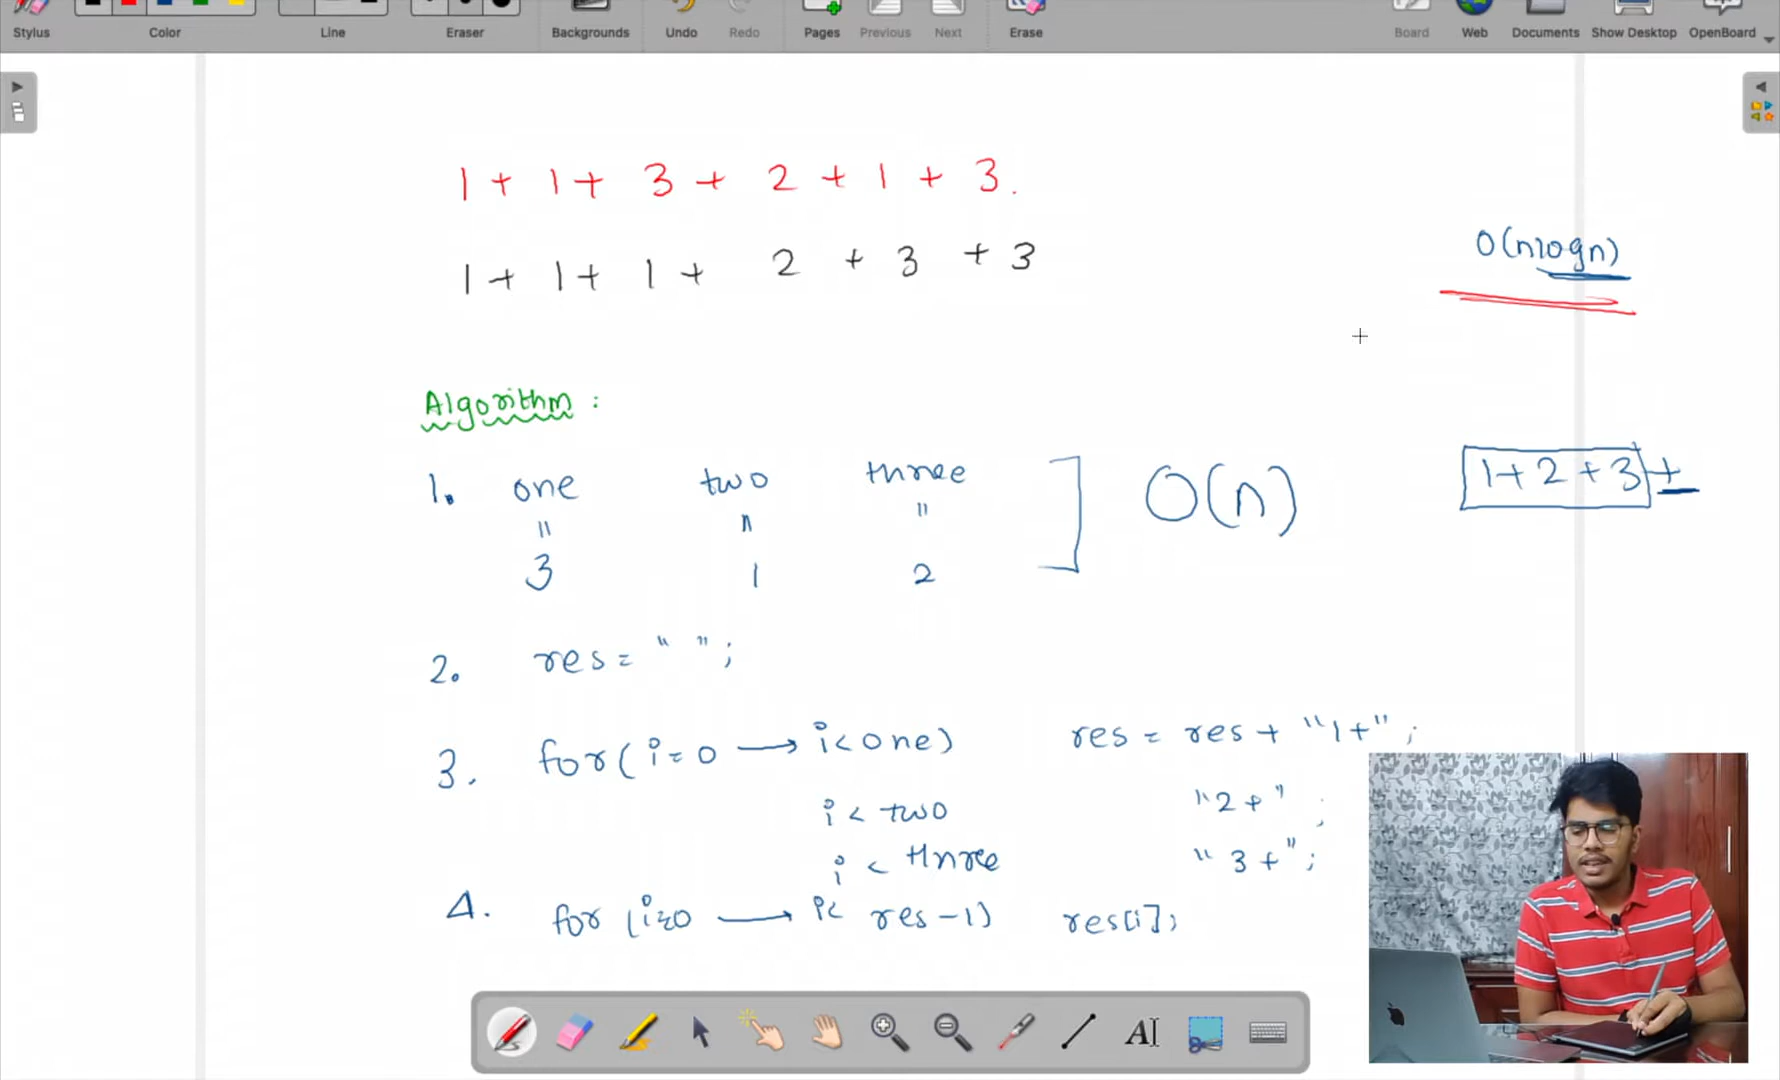 Stylus Color Line Eraser Backgrounds Undo Redo Pages Previous Next Erase Board Web Documents Show Desktop OpenBoard
1 + 1 + 3 + 2 + 1 + 3.
1 + 1 + 1 + 2 + 3 + 3
O(nlogn)
Algorithm :
1. one two three O(n)
" " "
3 1 2
1+2+3+
2. res = " ";
3. for(i=0 → i<one) res = res + "1+";
i < two "2+";
i < three "3+";
4. for (i=0 → i< res-1) res[i];
AI